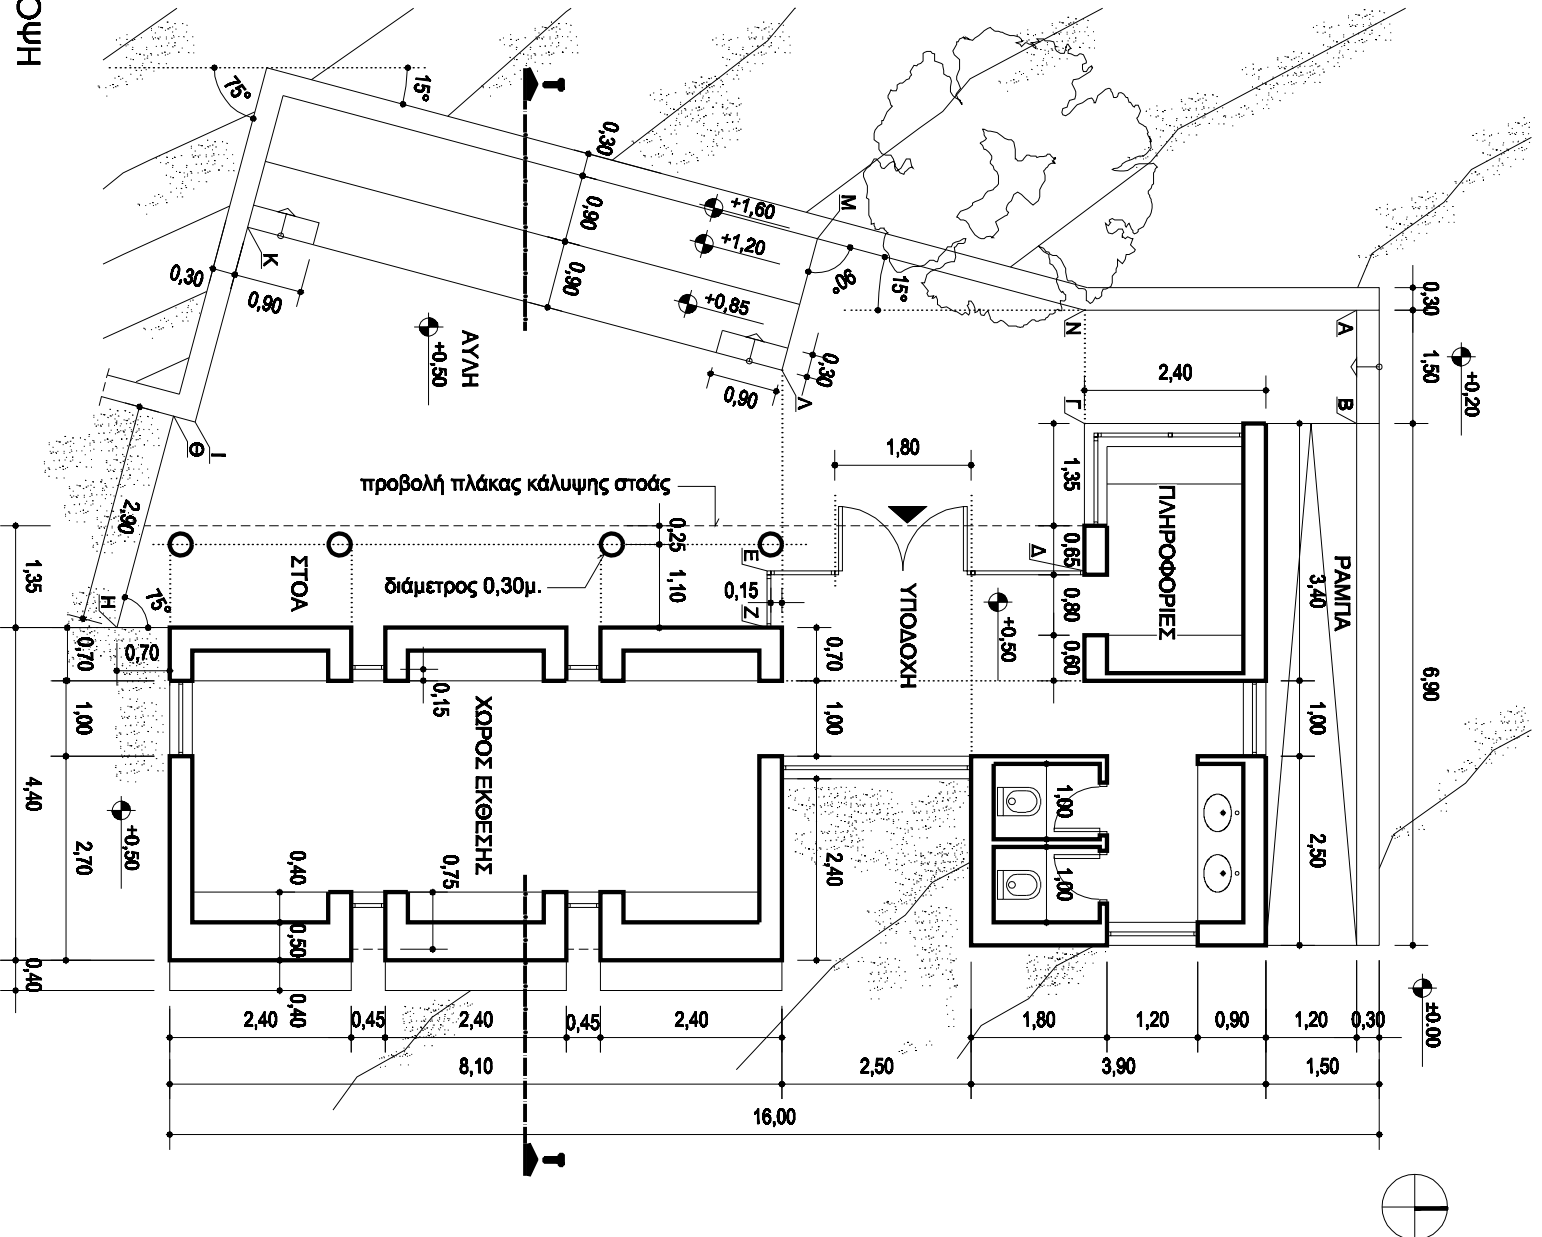 ΗΦΟ
75°
15°
I
0,30
0,90
+1,60
M
+1,20
0,90
90°
15°
+0,85
K
0,30
0,90
N
A
0,30
1,50
+0,20
ΑΥΛΗ
+0,50
0,30
0,90
Λ
2,40
Γ
B
Θ
I
1,80
1,35
προβολή πλάκας κάλυψης στοάς
2,90
0,25
E
Δ
0,65
ΠΛΗΡΟΦΟΡΙΕΣ
ΡΑΜΠΑ
1,35
ΣΤΟΑ
διάμετρος 0,30μ.
1,10
0,15
Z
ΥΠΟΔΟΧΗ
+0,50
0,80
3,40
H
75°
0,70
0,70
0,70
0,60
6,90
0,15
1,00
ΧΩΡΟΣ ΕΚΘΕΣΗΣ
1,00
1,00
4,40
+0,50
2,70
0,40
0,75
2,40
1,00
1,00
2,50
0,50
0,40
0,40
±0.00
2,40
0,45
2,40
0,45
2,40
1,80
1,20
0,90
1,20
0,30
8,10
2,50
3,90
1,50
16,00
I